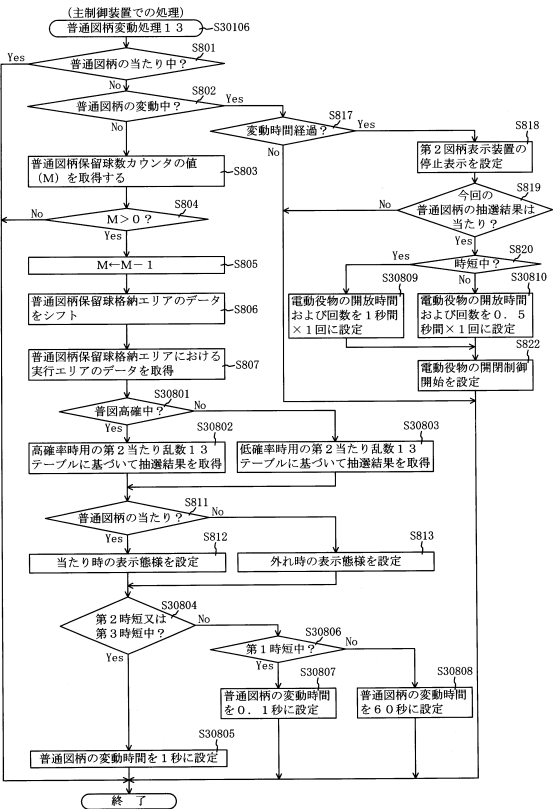 (主制御装置での処理)
普通図柄変動処理13
S30106
S801
普通図柄の当たり中?
Yes
No
S802
普通図柄の変動中?
Yes
No
S817
変動時間経過?
Yes
No
S818
第2図柄表示装置の
停止表示を設定
普通図柄保留球数カウンタの値
(M)を取得する
S803
S819
今回の
普通図柄の抽選結果は
当たり?
No
Yes
S804
M>0?
No
Yes
S820
時短中?
Yes
No
M←M-1
S805
S30809
電動役物の開放時間
および回数を1秒間
×1回に設定
S30810
電動役物の開放時間
および回数を0.5
秒間×1回に設定
普通図柄保留球格納エリアのデータ
をシフト
S806
S822
電動役物の開閉制御
開始を設定
普通図柄保留球格納エリアにおける
実行エリアのデータを取得
S807
S30801
普図高確中?
No
Yes
S30802
高確率時用の第2当たり乱数13
テーブルに基づいて抽選結果を取得
S30803
低確率時用の第2当たり乱数13
テーブルに基づいて抽選結果を取得
S811
普通図柄の当たり?
No
Yes
S812
当たり時の表示態様を設定
S813
外れ時の表示態様を設定
S30804
第2時短又は
第3時短中?
No
Yes
S30806
第1時短中?
No
Yes
S30807
普通図柄の変動時間
を0.1秒に設定
S30808
普通図柄の変動時間
を60秒に設定
S30805
普通図柄の変動時間を1秒に設定
終了